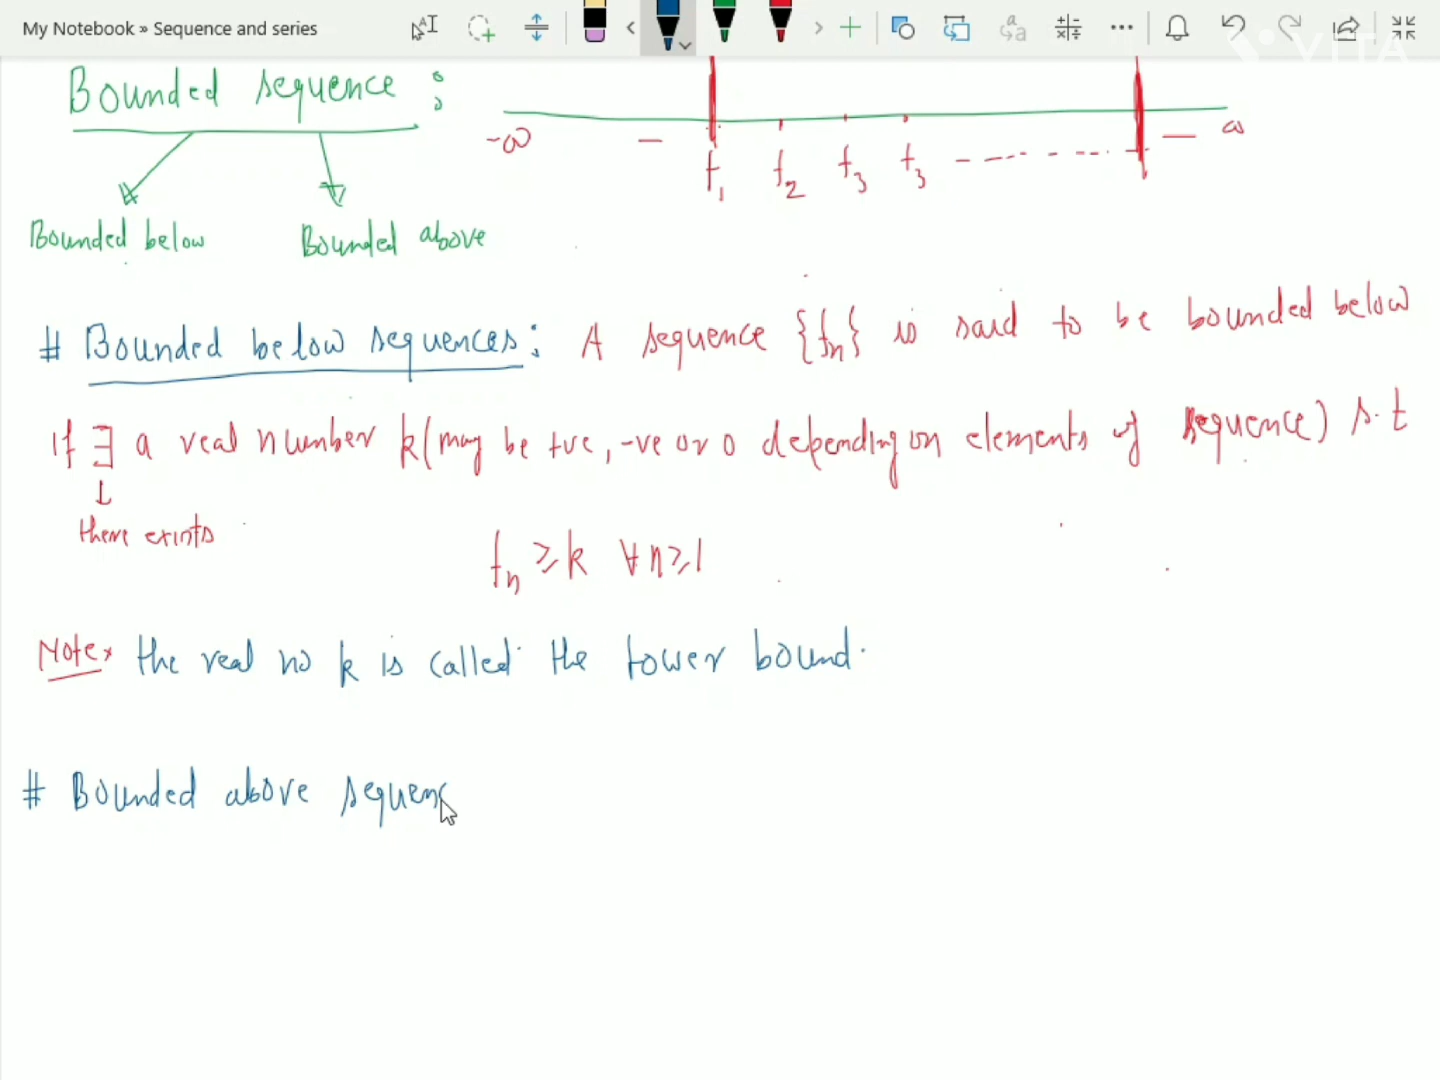 My Notebook » Sequence and series
VITA
Bounded sequence :
-∞ — f₁ f₂ f₃ f₃ ------- — ∞
Bounded below Bounded above
# Bounded below sequences: A sequence {fₙ} is said to be bounded below
if ∃ a real number k(may be +ve, -ve or 0 depending on elements of sequence) s.t
↓
there exists
fₙ ≥ k ∀ n ≥ 1
Note, the real no k is called the lower bound.
# Bounded above sequenc